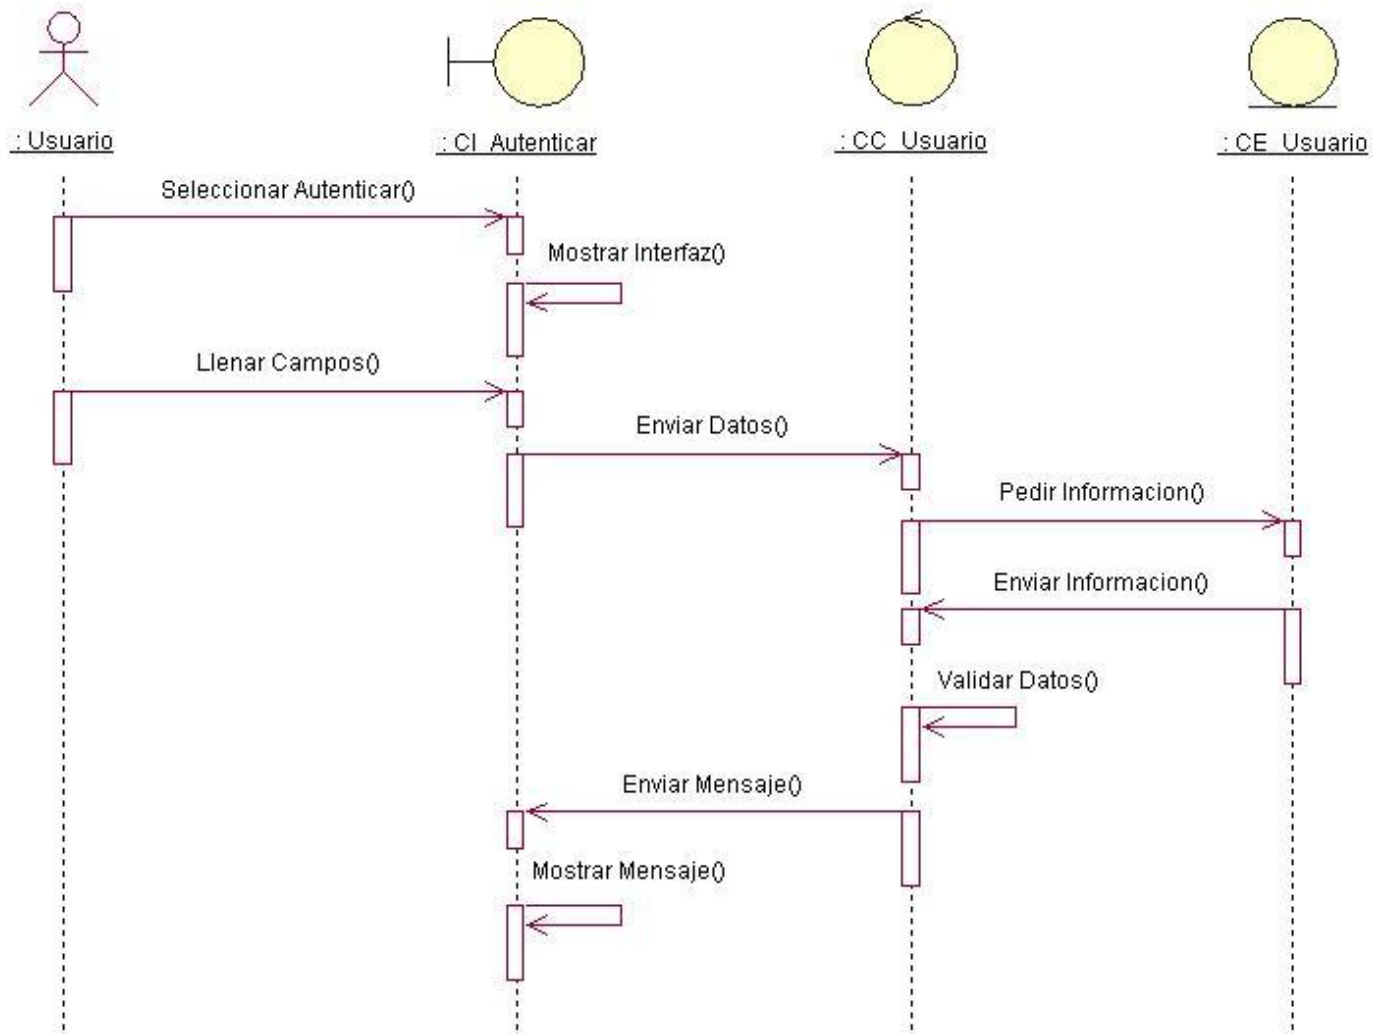 : Usuario
: CI_Autenticar
: CC_Usuario
: CE_Usuario
Seleccionar Autenticar()
Mostrar Interfaz()
Llenar Campos()
Enviar Datos()
Pedir Informacion()
Enviar Informacion()
Validar Datos()
Enviar Mensaje()
Mostrar Mensaje()